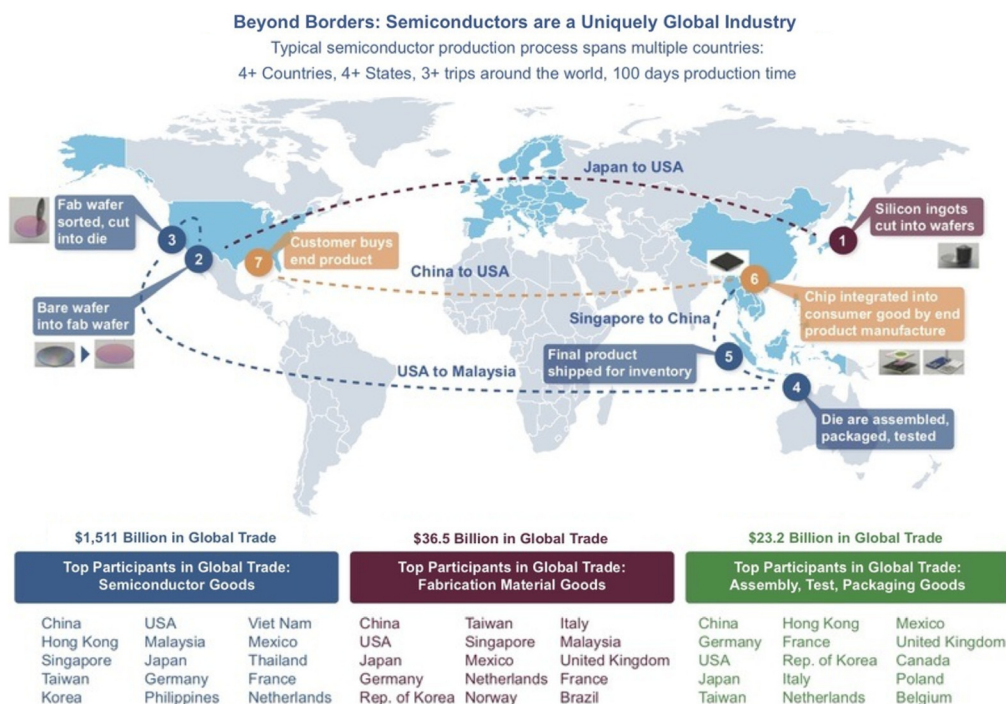 Beyond Borders: Semiconductors are a Uniquely Global Industry
Typical semiconductor production process spans multiple countries:
4+ Countries, 4+ States, 3+ trips around the world, 100 days production time
Japan to USA
Fab wafer
sorted, cut
into die
3
2
Bare wafer
into fab wafer
7
Customer buys
end product
China to USA
Silicon ingots
cut into wafers
1
6
Chip integrated into
consumer good by end
product manufacture
Singapore to China
Final product
shipped for inventory
5
USA to Malaysia
4
Die are assembled,
packaged, tested
$1,511 Billion in Global Trade
Top Participants in Global Trade:
Semiconductor Goods
China USA Viet Nam
Hong Kong Malaysia Mexico
Singapore Japan Thailand
Taiwan Germany France
Korea Philippines Netherlands
$36.5 Billion in Global Trade
Top Participants in Global Trade:
Fabrication Material Goods
China Taiwan Italy
USA Singapore Malaysia
Japan Mexico United Kingdom
Germany Netherlands France
Rep. of Korea Norway Brazil
$23.2 Billion in Global Trade
Top Participants in Global Trade:
Assembly, Test, Packaging Goods
China Hong Kong Mexico
Germany France United Kingdom
USA Rep. of Korea Canada
Japan Italy Poland
Taiwan Netherlands Belgium